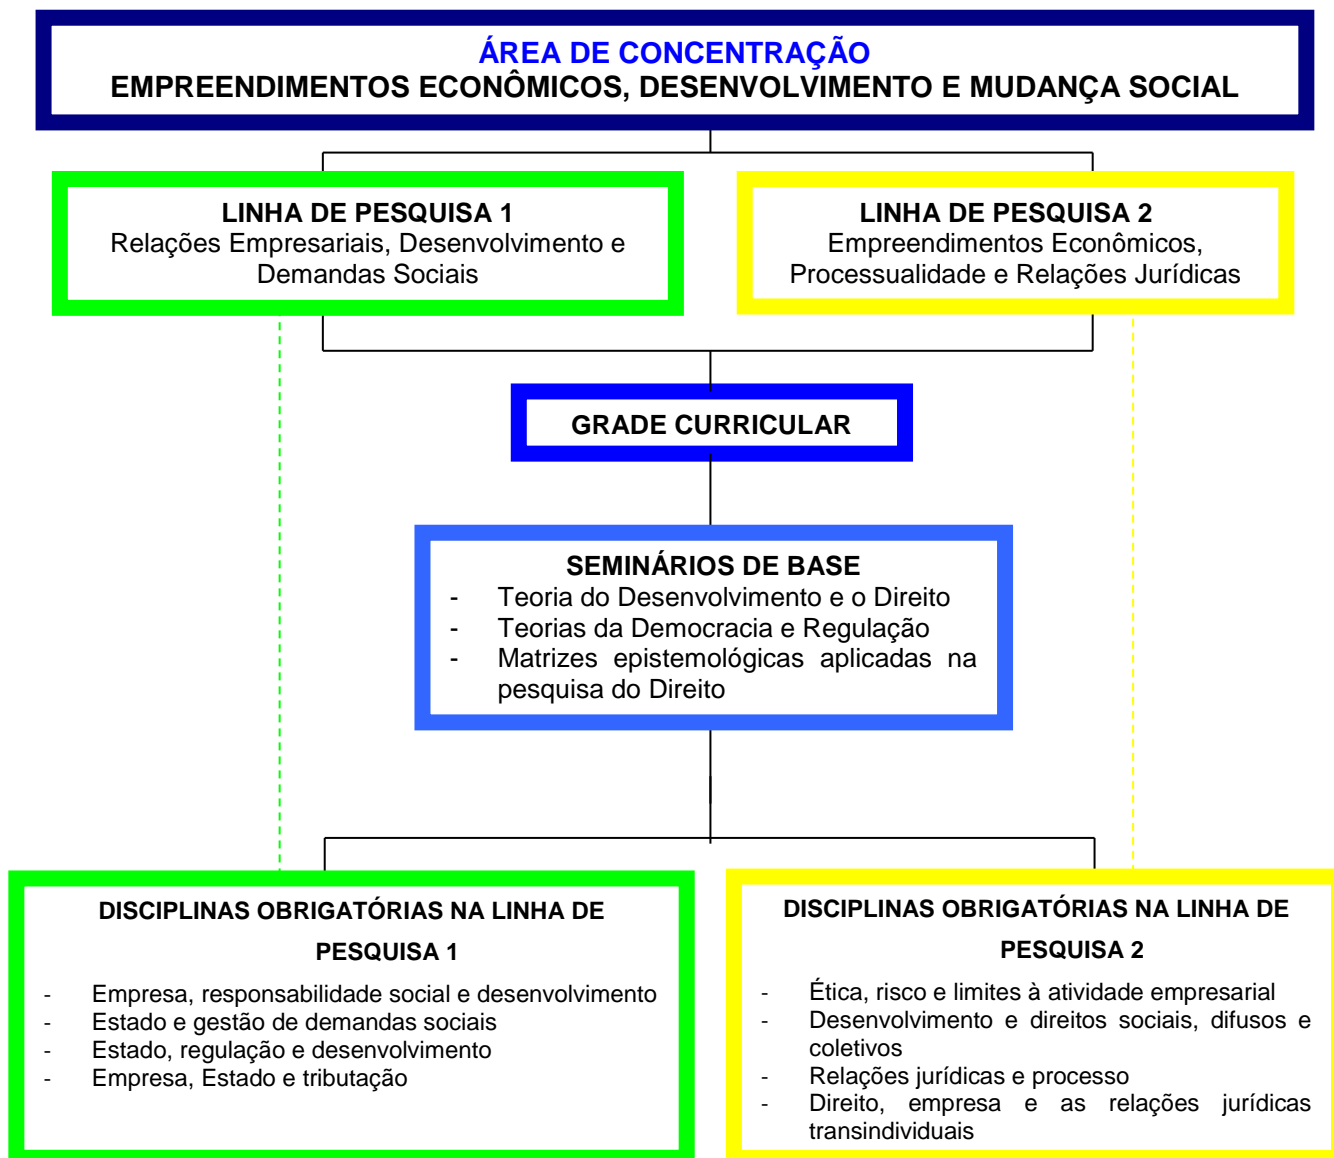 ÁREA DE CONCENTRAÇÃO
EMPREENDIMENTOS ECONÔMICOS, DESENVOLVIMENTO E MUDANÇA SOCIAL
LINHA DE PESQUISA 1
Relações Empresariais, Desenvolvimento e
Demandas Sociais
LINHA DE PESQUISA 2
Empreendimentos Econômicos,
Processualidade e Relações Jurídicas
GRADE CURRICULAR
SEMINÁRIOS DE BASE
- Teoria do Desenvolvimento e o Direito
- Teorias da Democracia e Regulação
- Matrizes epistemológicas aplicadas na
pesquisa do Direito
DISCIPLINAS OBRIGATÓRIAS NA LINHA DE
PESQUISA 1
- Empresa, responsabilidade social e desenvolvimento
- Estado e gestão de demandas sociais
- Estado, regulação e desenvolvimento
- Empresa, Estado e tributação
DISCIPLINAS OBRIGATÓRIAS NA LINHA DE
PESQUISA 2
- Ética, risco e limites à atividade empresarial
- Desenvolvimento e direitos sociais, difusos e
coletivos
- Relações jurídicas e processo
- Direito, empresa e as relações jurídicas
transindividuais